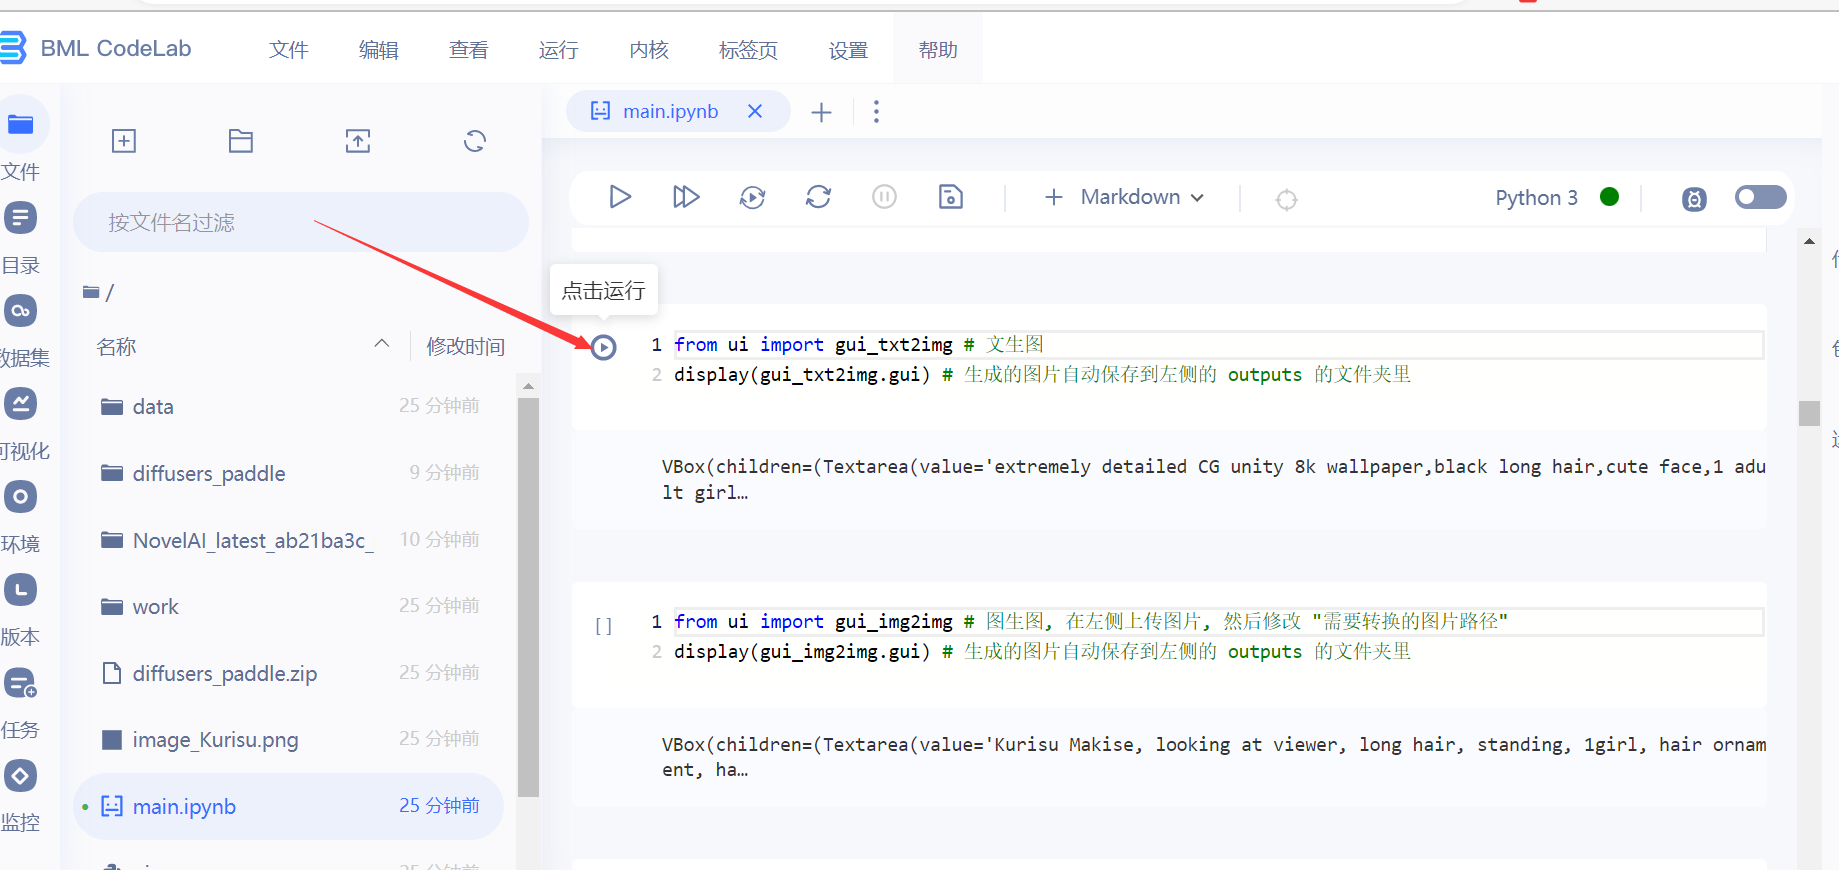 BML CodeLab 文件 编辑 查看 运行 内核 标签页 设置 帮助
main.ipynb
文件
目录
数据集
可视化
环境
版本
任务
监控
按文件名过滤
/
名称 修改时间
data 25 分钟前
diffusers_paddle 9 分钟前
NovelAI_latest_ab21ba3c_ 10 分钟前
work 25 分钟前
diffusers_paddle.zip 25 分钟前
image_Kurisu.png 25 分钟前
main.ipynb 25 分钟前
Markdown Python 3
点击运行
1 from ui import gui_txt2img # 文生图
2 display(gui_txt2img.gui) # 生成的图片自动保存到左侧的 outputs 的文件夹里
VBox(children=(Textarea(value='extremely detailed CG unity 8k wallpaper,black long hair,cute face,1 adu
lt girl…
[ ] 1 from ui import gui_img2img # 图生图, 在左侧上传图片, 然后修改 "需要转换的图片路径"
2 display(gui_img2img.gui) # 生成的图片自动保存到左侧的 outputs 的文件夹里
VBox(children=(Textarea(value='Kurisu Makise, looking at viewer, long hair, standing, 1girl, hair ornam
ent, ha…